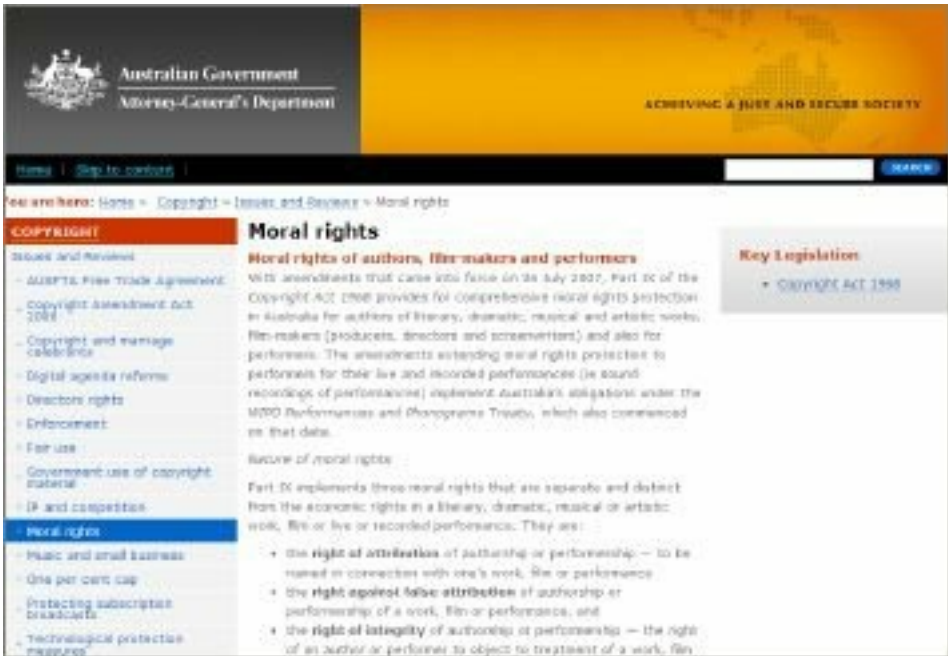 Australian Government
Attorney-General's Department
ACHIEVING A JUST AND SECURE SOCIETY
Home | Skip to content |
SEARCH
You are here: Home » Copyright » Issues and Reviews » Moral rights
COPYRIGHT
Issues and Reviews
AUSFTA Free Trade Agreement
Copyright Amendment Act
Copyright and marriage
celebrants
Digital agenda reforms
Directors rights
Enforcement
Fair use
Government use of copyright
material
IP and competition
Moral rights
Music and small business
One per cent cap
Protecting subscription
broadcasts
Technological protection
measures
Moral rights
Moral rights of authors, film-makers and performers
With amendments that came into force on July 2007, Part IX of the
Copyright Act 1968 provides for comprehensive moral rights protection
in Australia for authors of literary, dramatic, musical and artistic works,
film-makers (producers, directors and screenwriters) and also for
performers. The amendments extending moral rights protection to
performers for their live and recorded performances (ie sound
recordings of performances) implement Australia's obligations under the
WIPO Performances and Phonograms Treaty, which also commenced
on that date.
Nature of moral rights
Part IX implements three moral rights that are separate and distinct
from the economic rights in a literary, dramatic, musical or artistic
work, film or live or recorded performance. They are:
• the right of attribution of authorship or performership — to be
named in connection with one's work, film or performance
• the right against false attribution of authorship or
performership of a work, film or performance, and
• the right of integrity of authorship or performership — the right
of an author or performer to object to treatment of a work, film
Key Legislation
• Copyright Act 1968